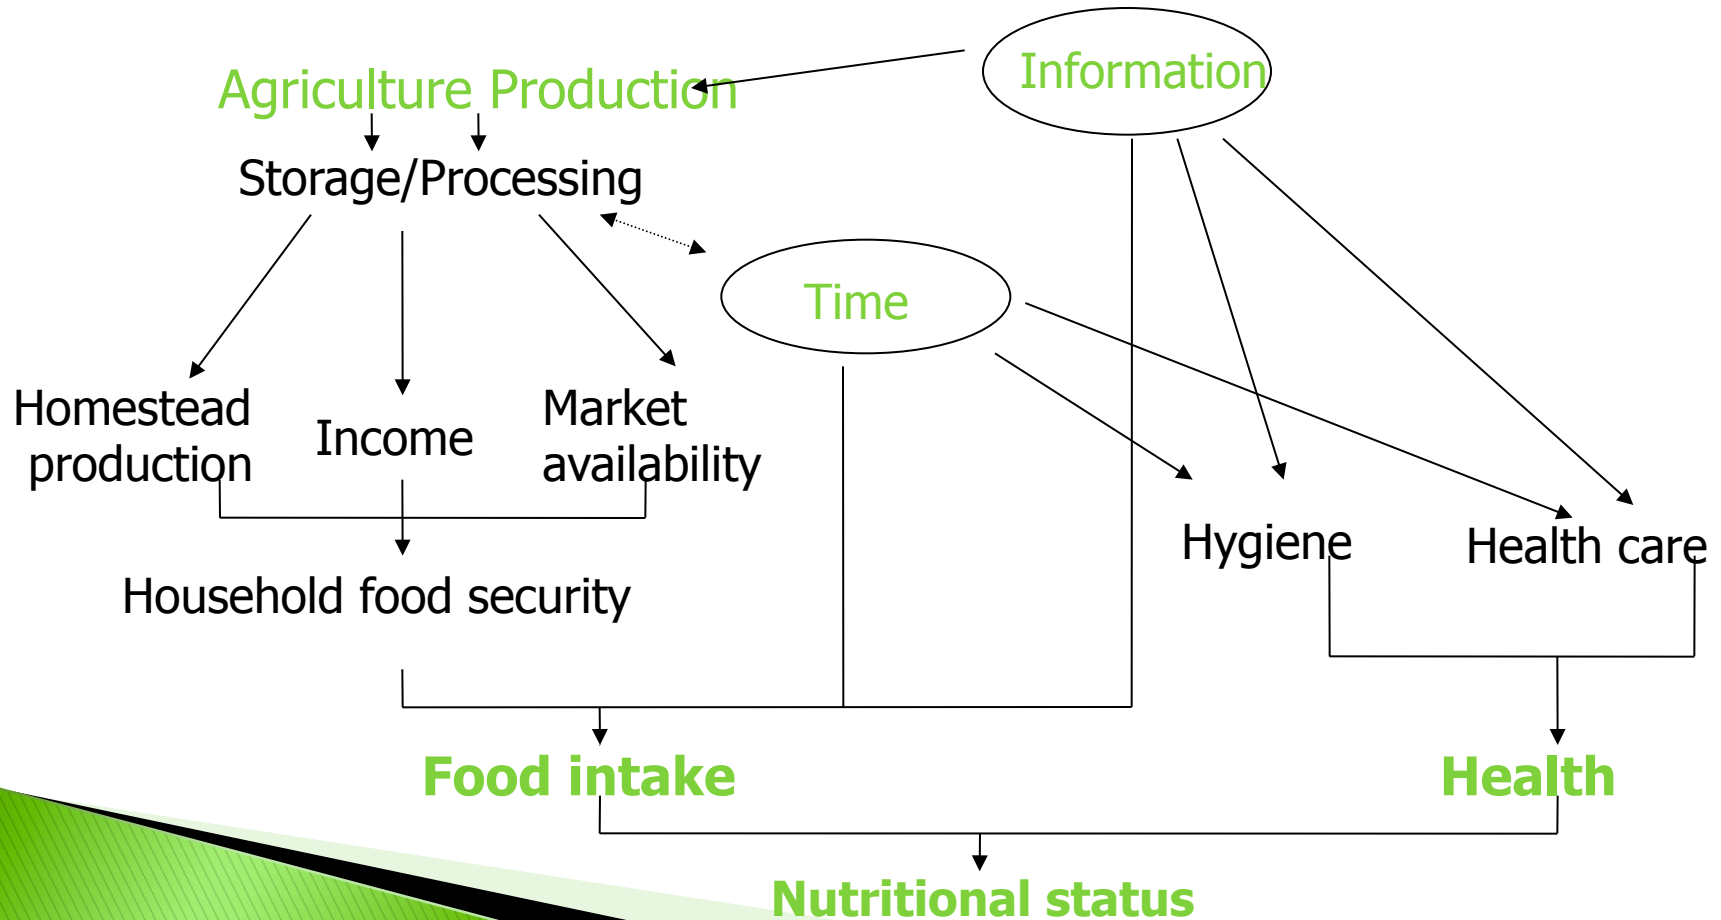 Information
Agriculture Production
Storage/Processing
Time
Homestead
production
Income
Market
availability
Hygiene
Health care
Household food security
Food intake
Health
Nutritional status